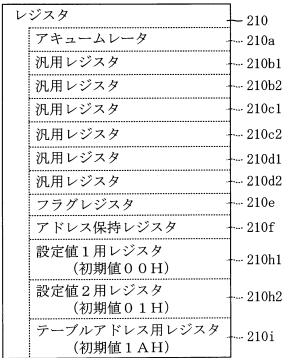 レジスタ 210
アキュームレータ 210a
汎用レジスタ 210b1
汎用レジスタ 210b2
汎用レジスタ 210c1
汎用レジスタ 210c2
汎用レジスタ 210d1
汎用レジスタ 210d2
フラグレジスタ 210e
アドレス保持レジスタ 210f
設定値1用レジスタ 210h1
(初期値00H)
設定値2用レジスタ 210h2
(初期値01H)
テーブルアドレス用レジスタ 210i
(初期値1AH)